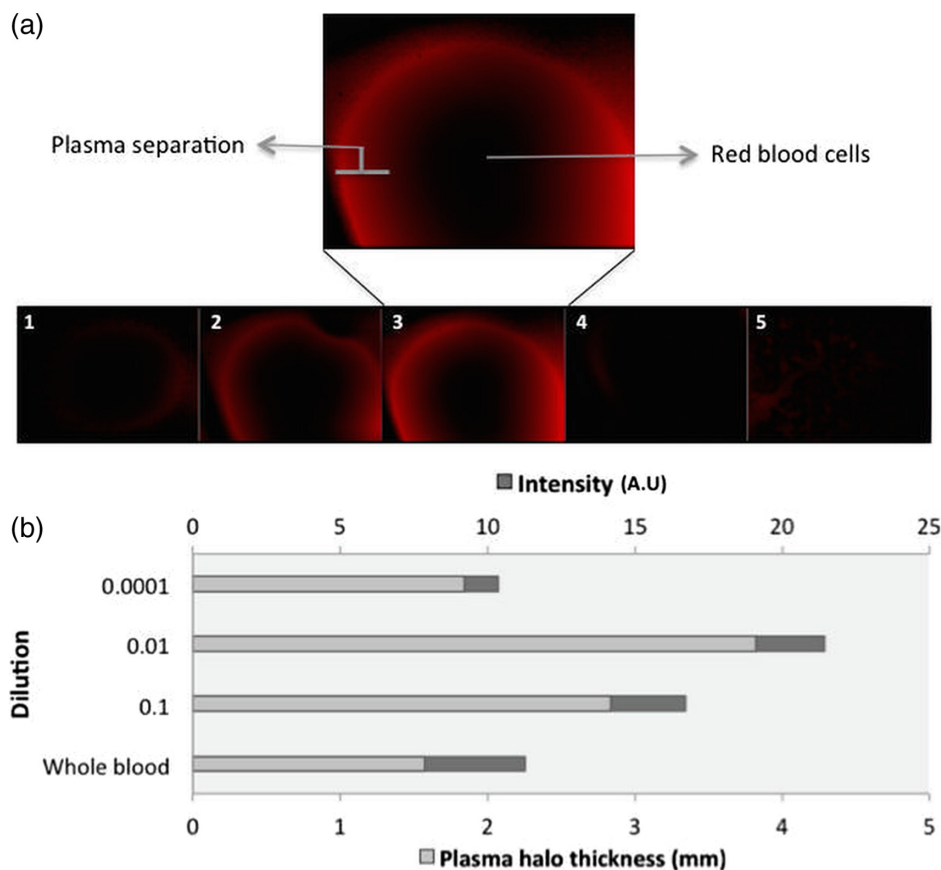 (a)
Plasma separation
Red blood cells
1 2 3 4 5
Intensity (A.U)
(b)
0 5 10 15 20 25
Dilution
0.0001
0.01
0.1
Whole blood
0 1 2 3 4 5
Plasma halo thickness (mm)